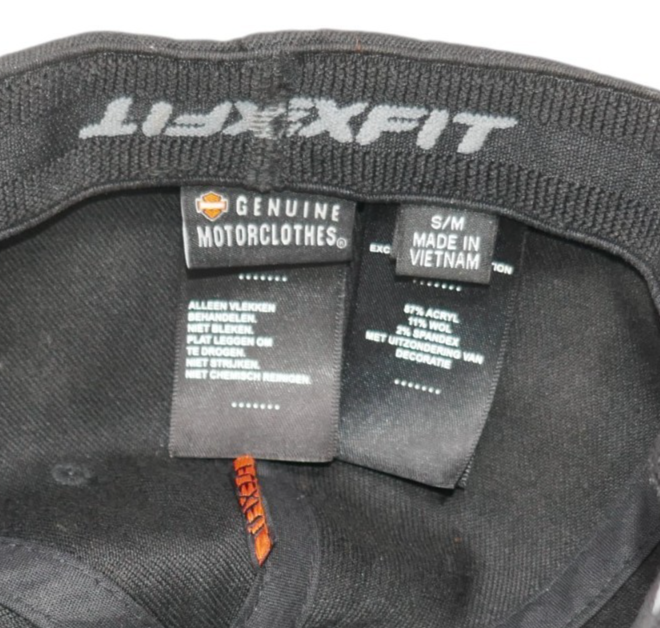 XFIT
GENUINE
MOTORCLOTHES®
ALLEEN VLEKKEN
BEHANDELEN.
NIET BLEKEN.
PLAT LEGGEN OM
TE DROGEN.
NIET STRIJKEN.
NIET CHEMISCH REINIGEN.
S/M
MADE IN
VIETNAM
87% ACRYL
11% WOL
2% SPANDEX
MET UITZONDERING VAN
DECORATIE
FLEXFIT